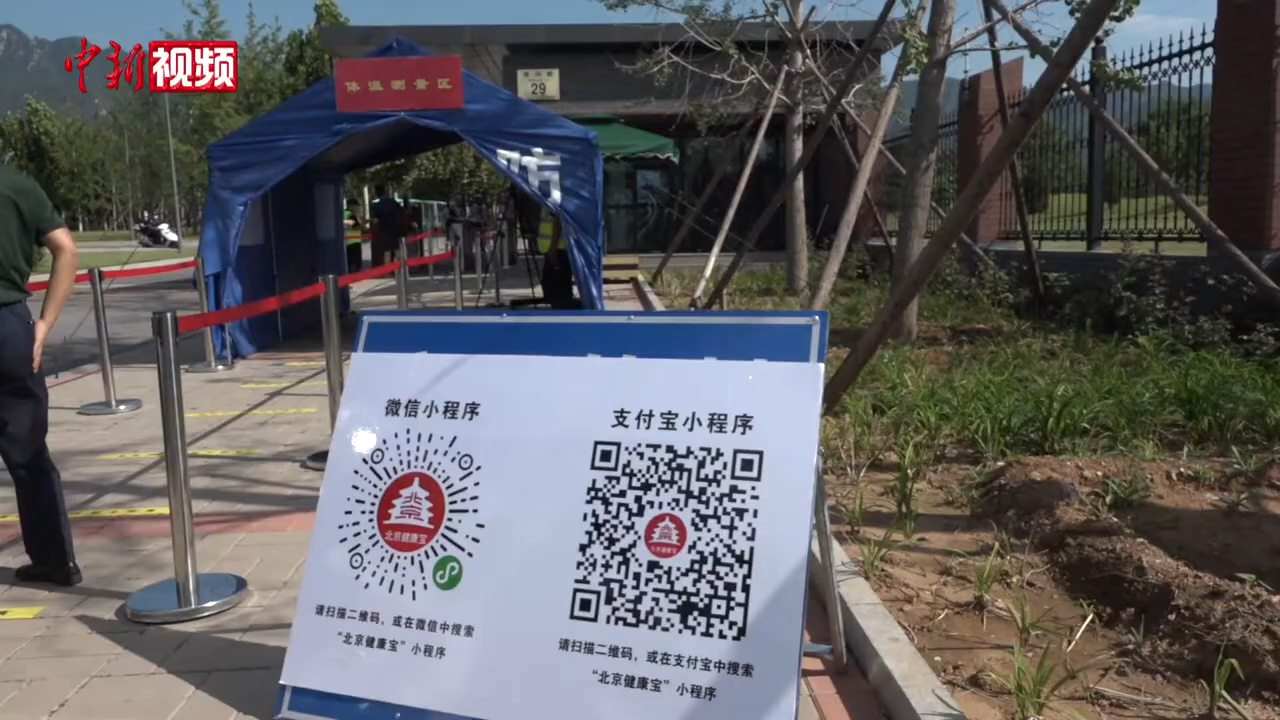 中新视频
体温测量区
29
微信小程序
北京健康宝
请扫描二维码，或在微信中搜索
“北京健康宝”小程序
支付宝小程序
北京健康宝
请扫描二维码，或在支付宝中搜索
“北京健康宝”小程序